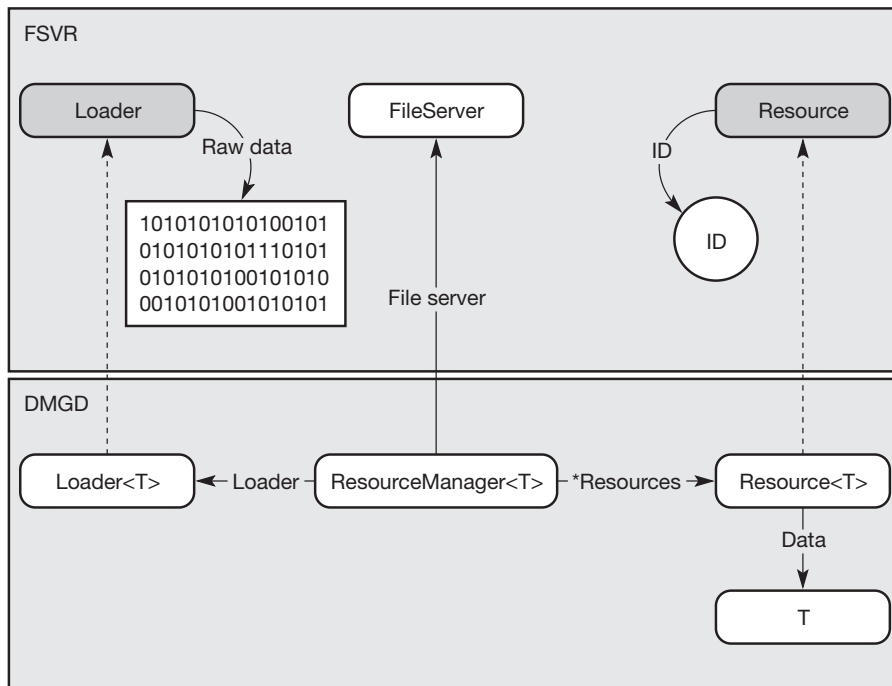 FSVR
Loader
FileServer
Resource
Raw data
ID
1010101010100101
0101010101110101
0101010100101010
0010101001010101
ID
File server
DMGD
Loader<T>
Loader
ResourceManager<T>
*Resources
Resource<T>
Data
T